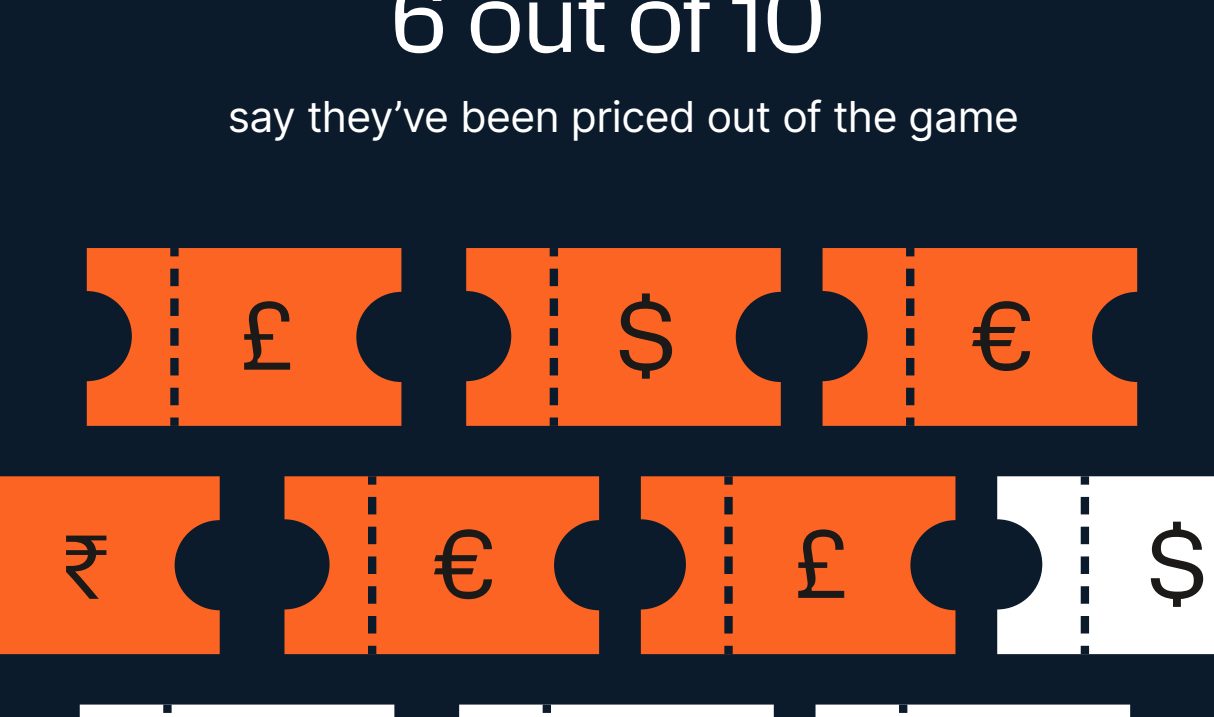 6 out of 10
say they’ve been priced out of the game
£ $ €
₹ € £ $